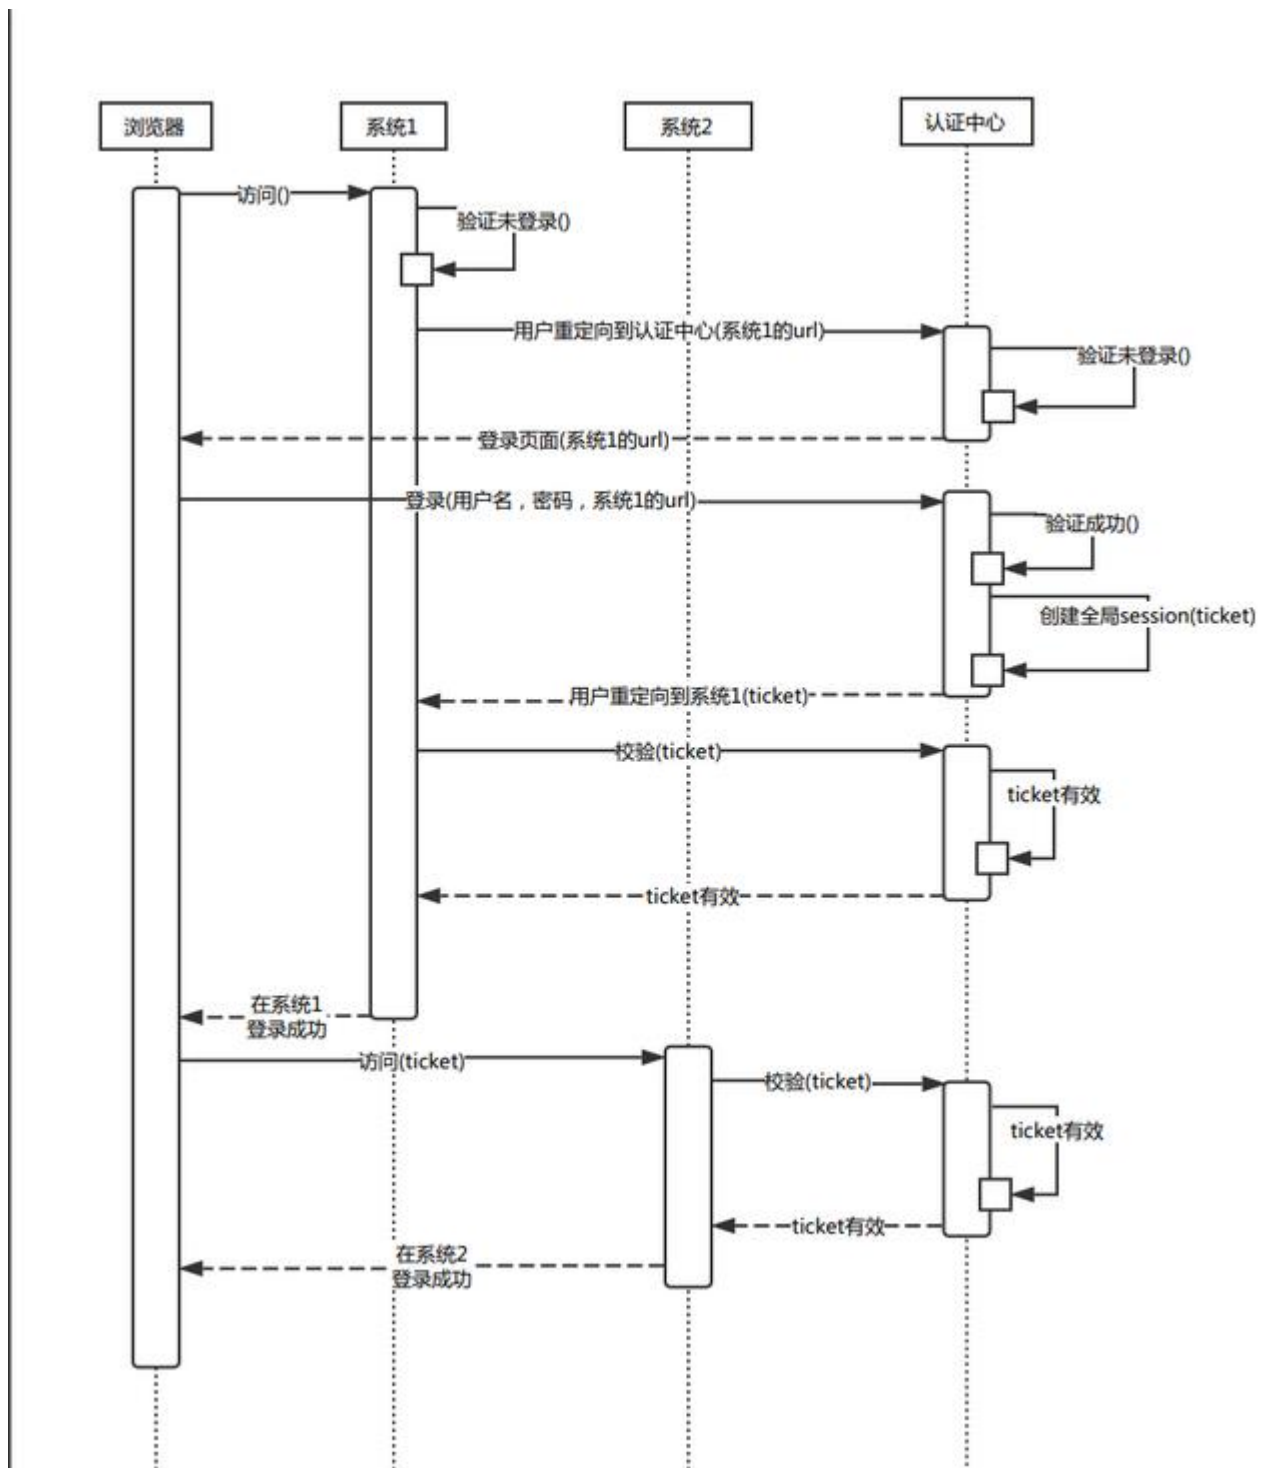 浏览器
系统1
系统2
认证中心
访问()
验证未登录()
用户重定向到认证中心(系统1的url)
验证未登录()
登录页面(系统1的url)
登录(用户名，密码，系统1的url)
验证成功()
创建全局session(ticket)
用户重定向到系统1(ticket)
校验(ticket)
ticket有效
ticket有效
在系统1
登录成功
访问(ticket)
校验(ticket)
ticket有效
ticket有效
在系统2
登录成功